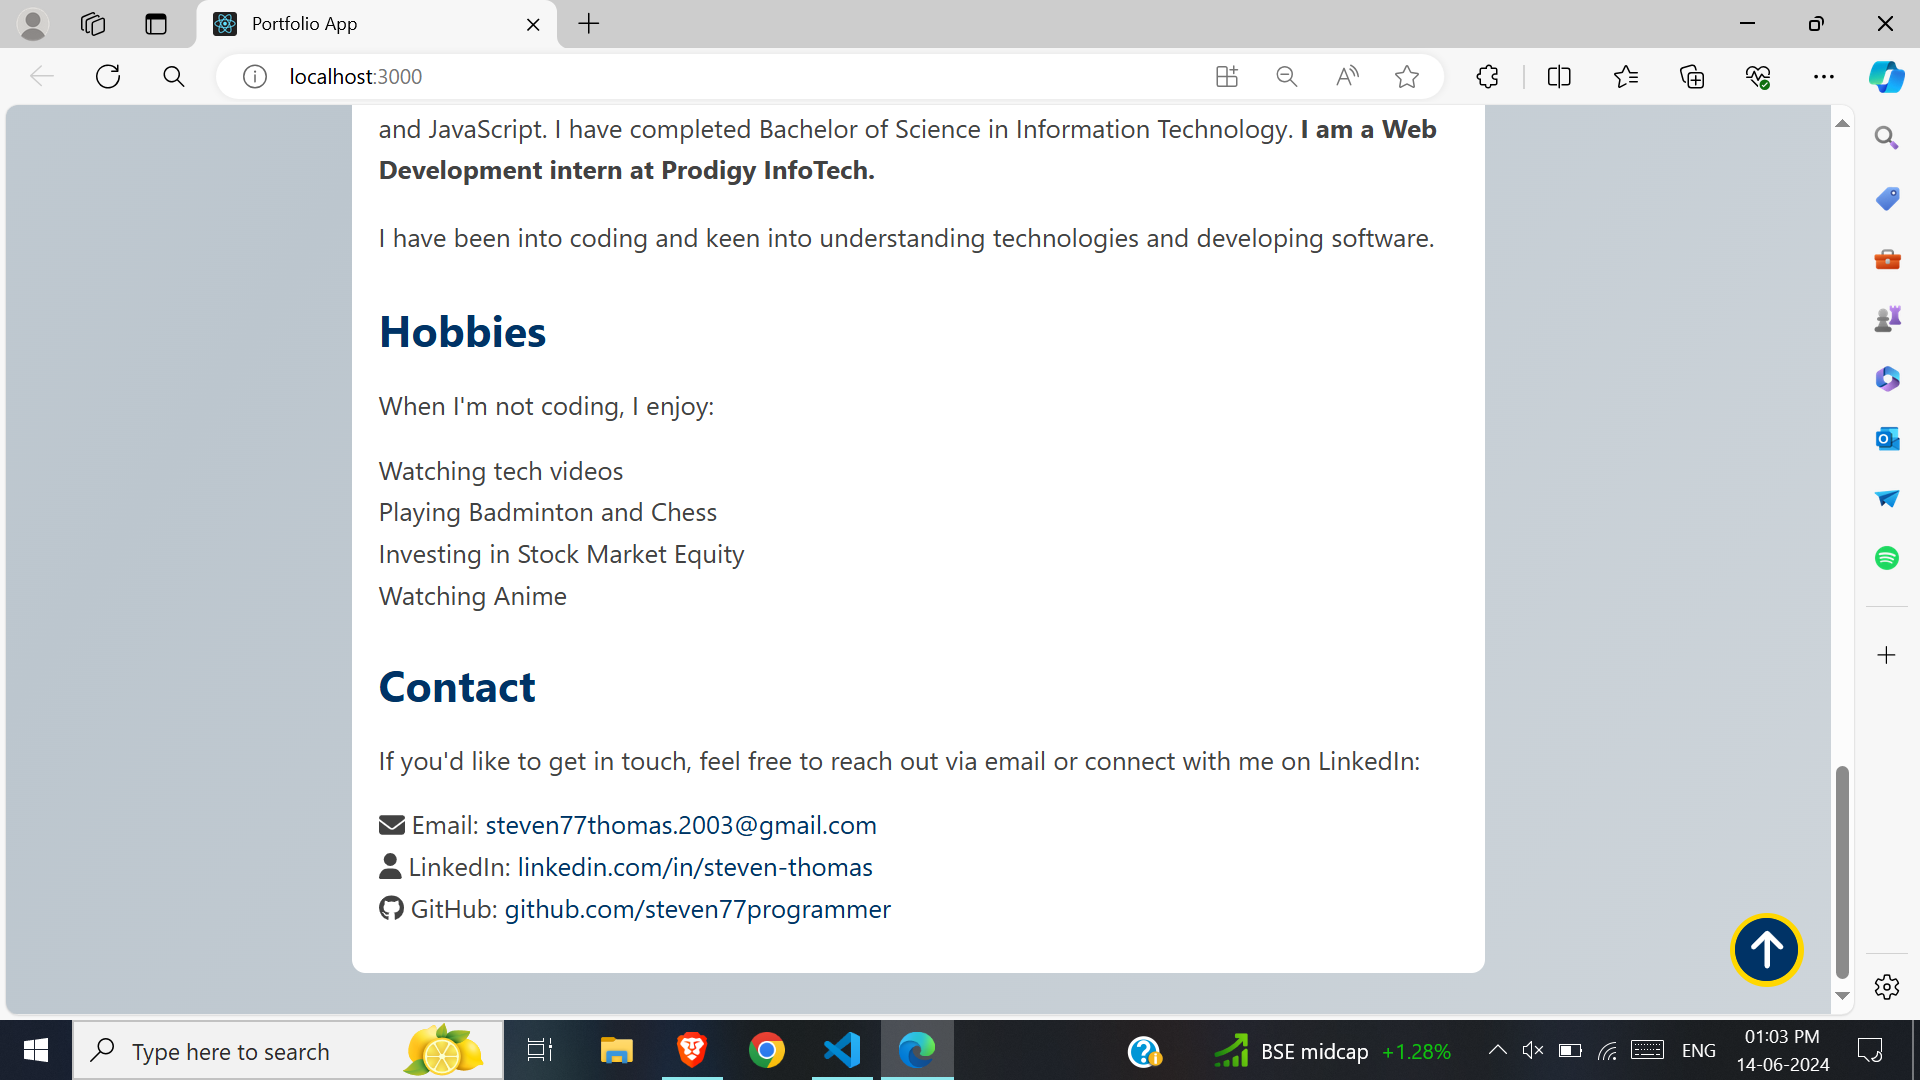 Portfolio App
localhost:3000
and JavaScript. I have completed Bachelor of Science in Information Technology. I am a Web
Development intern at Prodigy InfoTech.
I have been into coding and keen into understanding technologies and developing software.
Hobbies
When I'm not coding, I enjoy:
Watching tech videos
Playing Badminton and Chess
Investing in Stock Market Equity
Watching Anime
Contact
If you'd like to get in touch, feel free to reach out via email or connect with me on LinkedIn:
Email: steven77thomas.2003@gmail.com
LinkedIn: linkedin.com/in/steven-thomas
GitHub: github.com/steven77programmer
Type here to search
BSE midcap +1.28%
ENG
01:03 PM
14-06-2024